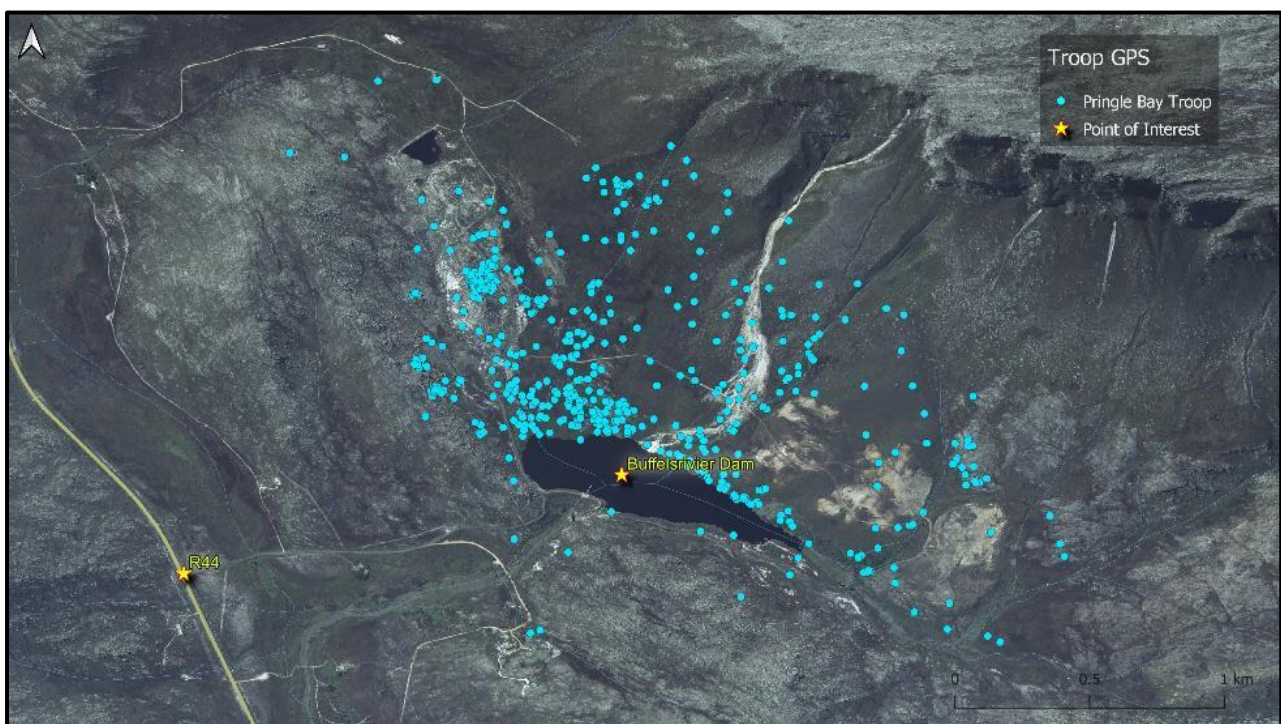 Troop GPS
Pringle Bay Troop
Point of Interest
Buffelsrivier Dam
R44
0 0.5 1 km